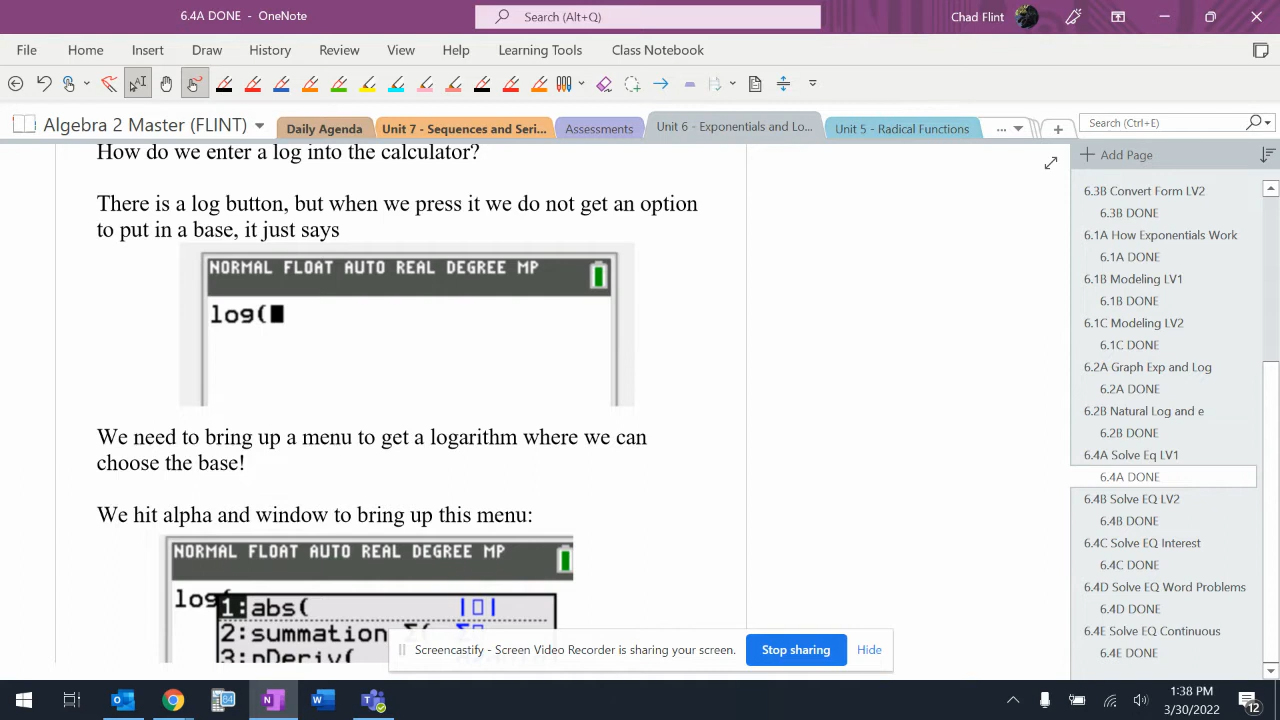 6.4A DONE - OneNote
Search (Alt+Q)
Chad Flint
File Home Insert Draw History Review View Help Learning Tools Class Notebook
Algebra 2 Master (FLINT)
Daily Agenda
Unit 7 - Sequences and Seri...
Assessments
Unit 6 - Exponentials and Lo...
Unit 5 - Radical Functions
...
Search (Ctrl+E)
How do we enter a log into the calculator?
There is a log button, but when we press it we do not get an option
to put in a base, it just says
NORMAL FLOAT AUTO REAL DEGREE MP
log(
We need to bring up a menu to get a logarithm where we can
choose the base!
We hit alpha and window to bring up this menu:
NORMAL FLOAT AUTO REAL DEGREE MP
log(
1:abs( |□|
2:summation Σ( Σ□
3:nDeriv(
Screencastify - Screen Video Recorder is sharing your screen.
Stop sharing
Hide
Add Page
6.3B Convert Form LV2
6.3B DONE
6.1A How Exponentials Work
6.1A DONE
6.1B Modeling LV1
6.1B DONE
6.1C Modeling LV2
6.1C DONE
6.2A Graph Exp and Log
6.2A DONE
6.2B Natural Log and e
6.2B DONE
6.4A Solve Eq LV1
6.4A DONE
6.4B Solve EQ LV2
6.4B DONE
6.4C Solve EQ Interest
6.4C DONE
6.4D Solve EQ Word Problems
6.4D DONE
6.4E Solve EQ Continuous
6.4E DONE
1:38 PM
3/30/2022
12